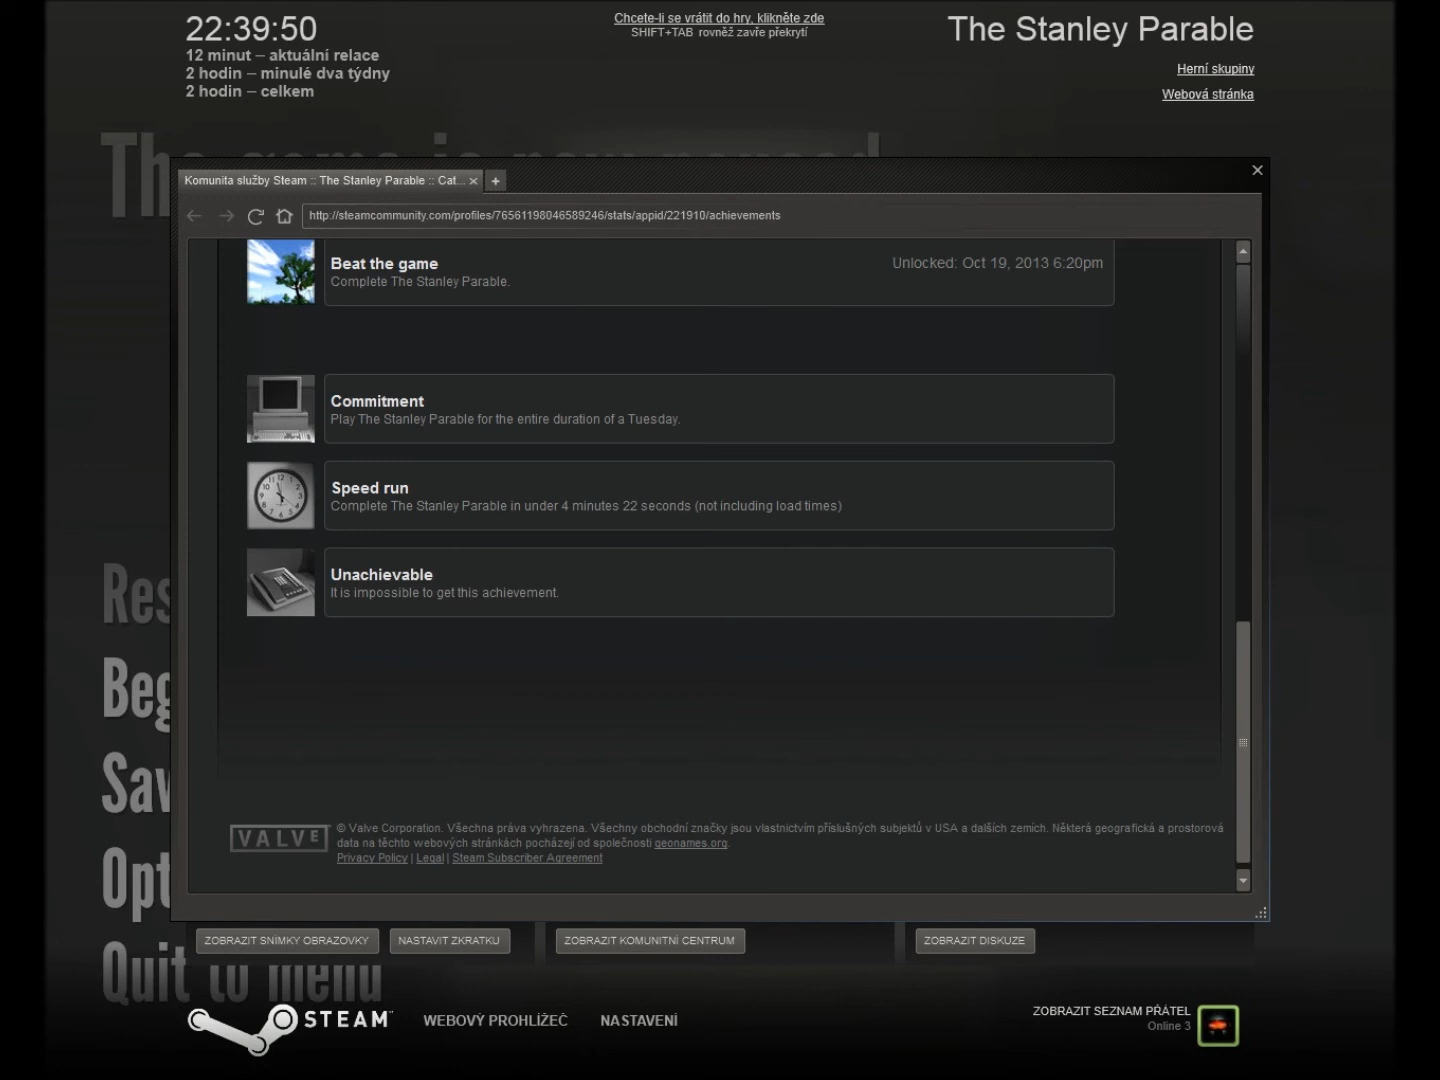 22:39:50
12 minut – aktuální relace
2 hodin – minulé dva týdny
2 hodin – celkem
Chcete-li se vrátit do hry, klikněte zde
SHIFT+TAB rovněž zavře překrytí
The Stanley Parable
Herní skupiny
Webová stránka
Komunita služby Steam :: The Stanley Parable :: Cat...
http://steamcommunity.com/profiles/76561198046589246/stats/appid/221910/achievements
Beat the game
Unlocked: Oct 19, 2013 6:20pm
Complete The Stanley Parable.
Commitment
Play The Stanley Parable for the entire duration of a Tuesday.
Speed run
Complete The Stanley Parable in under 4 minutes 22 seconds (not including load times)
Unachievable
It is impossible to get this achievement.
VALVE
© Valve Corporation. Všechna práva vyhrazena. Všechny obchodní značky jsou vlastnictvím příslušných subjektů v USA a dalších zemích. Některá geografická a prostorová
data na těchto webových stránkách pocházejí od společnosti geonames.org.
Privacy Policy | Legal | Steam Subscriber Agreement
Res
Beg
Sav
Opt
Quit to menu
ZOBRAZIT SNÍMKY OBRAZOVKY
NASTAVIT ZKRATKU
ZOBRAZIT KOMUNITNÍ CENTRUM
ZOBRAZIT DISKUZE
STEAM
WEBOVÝ PROHLÍŽEČ
NASTAVENÍ
ZOBRAZIT SEZNAM PŘÁTEL
Online 3